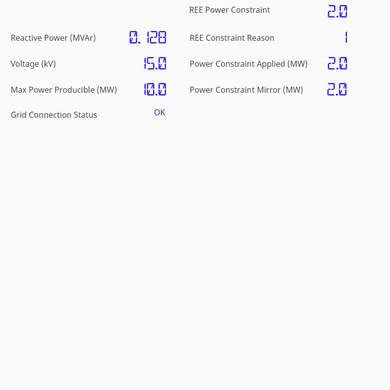 REE Power Constraint 2.0
Reactive Power (MVAr) 0.128 REE Constraint Reason 1
Voltage (kV) 15.0 Power Constraint Applied (MW) 2.0
Max Power Producible (MW) 10.0 Power Constraint Mirror (MW) 2.0
Grid Connection Status OK